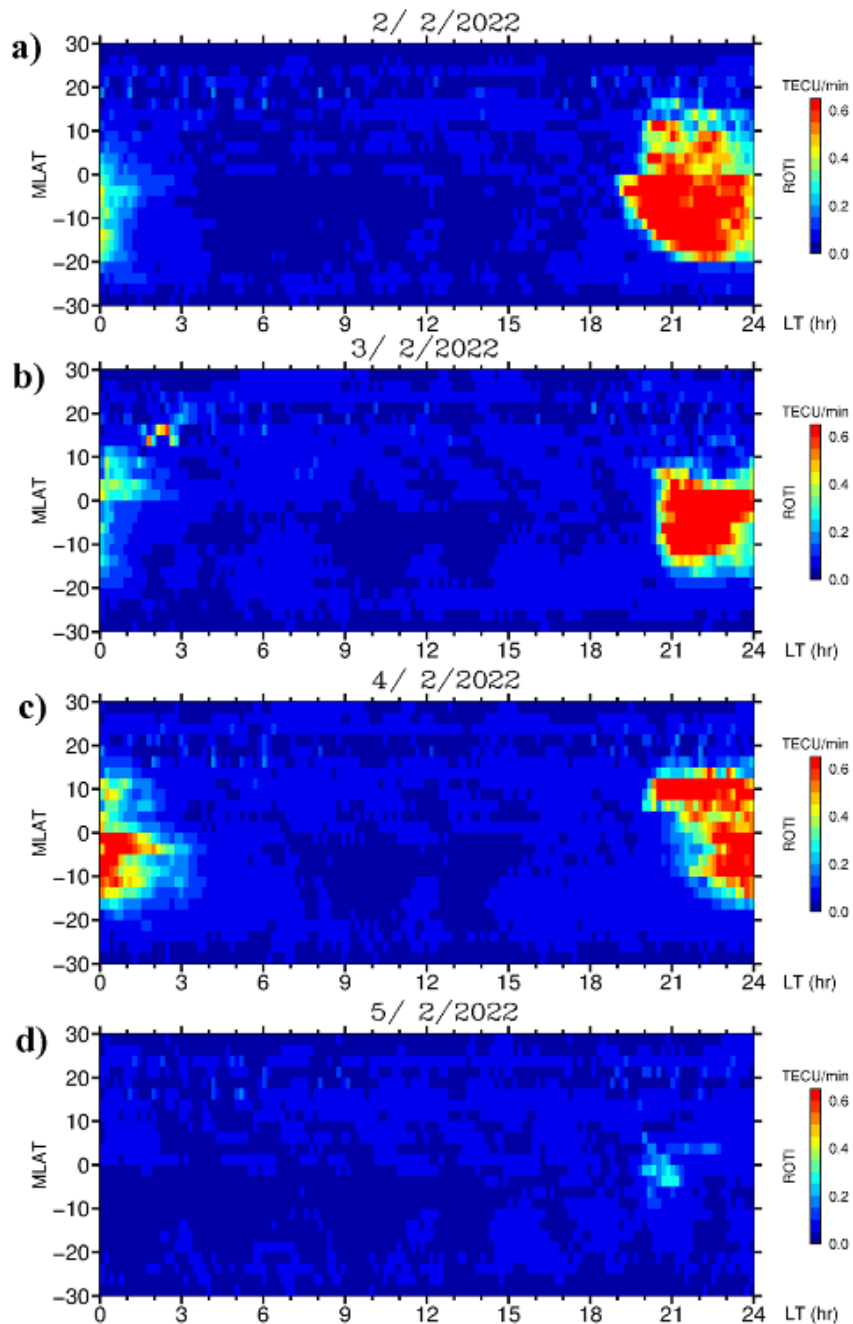 a)
2/ 2/2022
30
20
10
0
−10
−20
−30
MLAT
0 3 6 9 12 15 18 21 24
LT (hr)
TECU/min
ROTI
0.6
0.4
0.2
0.0
b)
3/ 2/2022
30
20
10
0
−10
−20
−30
MLAT
0 3 6 9 12 15 18 21 24
LT (hr)
TECU/min
ROTI
0.6
0.4
0.2
0.0
c)
4/ 2/2022
30
20
10
0
−10
−20
−30
MLAT
0 3 6 9 12 15 18 21 24
LT (hr)
TECU/min
ROTI
0.6
0.4
0.2
0.0
d)
5/ 2/2022
30
20
10
0
−10
−20
−30
MLAT
0 3 6 9 12 15 18 21 24
LT (hr)
TECU/min
ROTI
0.6
0.4
0.2
0.0